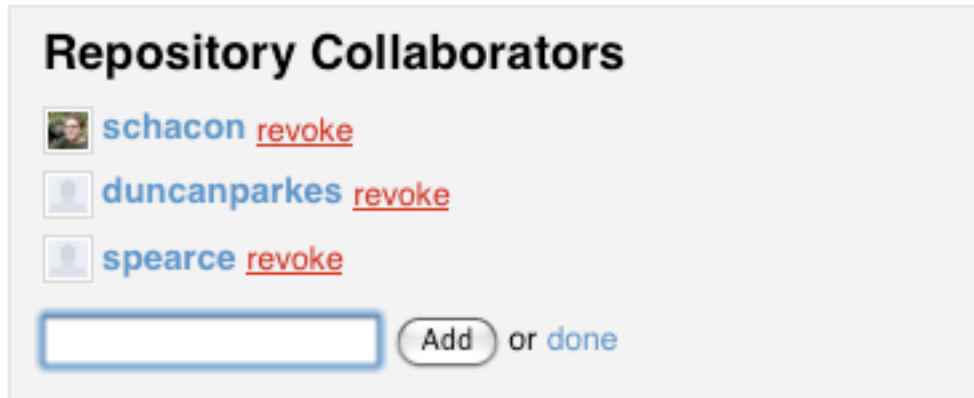 Repository Collaborators
schacon revoke
duncanparkes revoke
spearce revoke
Add or done